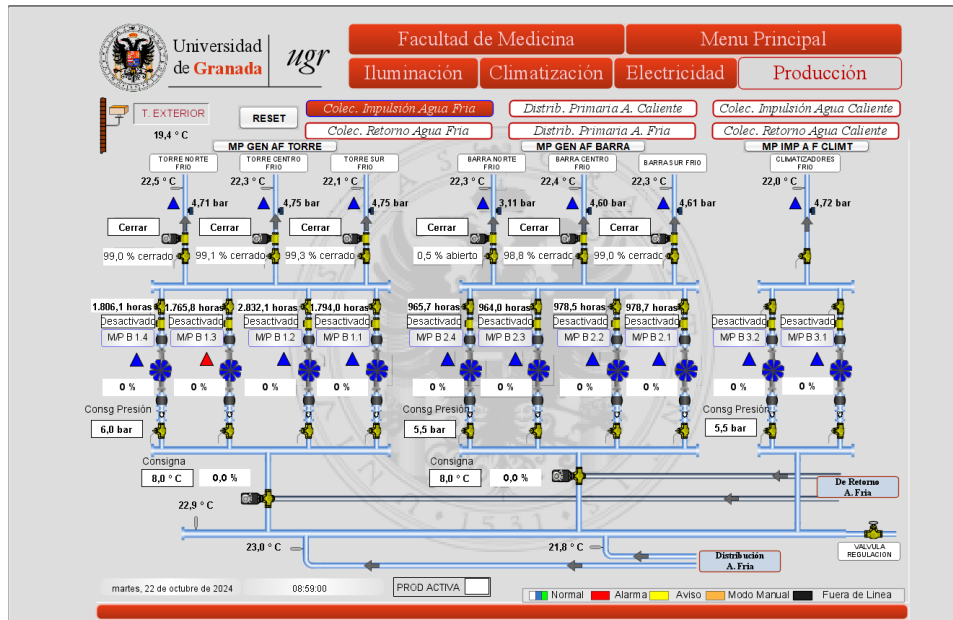 Universidad
de Granada
ugr
Facultad de Medicina
Menu Principal
Iluminación
Climatización
Electricidad
Producción
T. EXTERIOR
19,4 ° C
RESET
Colec. Impulsión Agua Fria
Distrib. Primaria A. Caliente
Colec. Impulsión Agua Caliente
Colec. Retorno Agua Fria
Distrib. Primaria A. Fria
Colec. Retorno Agua Caliente
MP GEN AF TORRE
MP GEN AF BARRA
MP IMP A F CLIMT
TORRE NORTE
FRIO
TORRE CENTRO
FRIO
TORRE SUR
FRIO
BARRA NORTE
FRIO
BARRA CENTRO
FRIO
BARRA SUR FRIO
CLIMATIZADORES
FRIO
22,5 ° C
22,3 ° C
22,1 ° C
22,3 ° C
22,4 ° C
22,3 ° C
22,0 ° C
4,71 bar
4,75 bar
4,75 bar
3,11 bar
4,60 bar
4,61 bar
4,72 bar
Cerrar
Cerrar
Cerrar
Cerrar
Cerrar
Cerrar
99,0 % cerrado
99,1 % cerrado
99,3 % cerrado
0,5 % abierto
98,8 % cerrado
99,0 % cerrado
1.806,1 horas
1.765,8 horas
2.832,1 horas
1.794,0 horas
965,7 horas
964,0 horas
978,5 horas
978,7 horas
Desactivado
Desactivado
Desactivado
Desactivado
Desactivado
Desactivado
Desactivado
Desactivado
Desactivado
Desactivado
M/P B 1.4
M/P B 1.3
M/P B 1.2
M/P B 1.1
M/P B 2.4
M/P B 2.3
M/P B 2.2
M/P B 2.1
M/P B 3.2
M/P B 3.1
0 %
0 %
0 %
0 %
0 %
0 %
0 %
0 %
0 %
0 %
Consg Presión
6,0 bar
Consg Presión
5,5 bar
Consg Presión
5,5 bar
Consigna
8,0 ° C
0,0 %
Consigna
8,0 ° C
0,0 %
De Retorno
A. Fria
22,9 ° C
1531
23,0 ° C
21,8 ° C
VALVULA
REGULACION
Distribución
A. Fria
martes, 22 de octubre de 2024
08:59:00
PROD ACTIVA
Normal
Alarma
Aviso
Modo Manual
Fuera de Linea